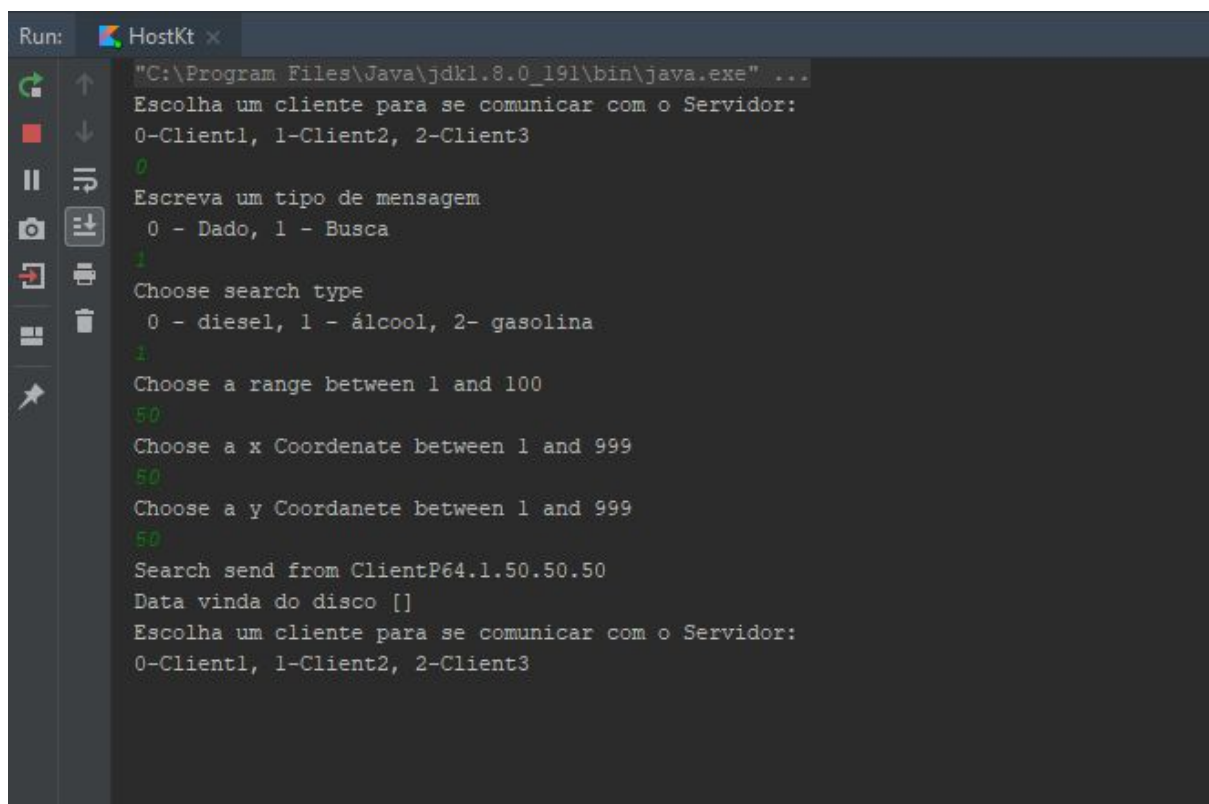 Run: HostKt ×
"C:\Program Files\Java\jdk1.8.0_191\bin\java.exe" ...
Escolha um cliente para se comunicar com o Servidor:
0-Client1, 1-Client2, 2-Client3
0
Escreva um tipo de mensagem
0 - Dado, 1 - Busca
1
Choose search type
0 - diesel, 1 - álcool, 2- gasolina
1
Choose a range between 1 and 100
50
Choose a x Coordenate between 1 and 999
50
Choose a y Coordanete between 1 and 999
50
Search send from ClientP64.1.50.50.50
Data vinda do disco []
Escolha um cliente para se comunicar com o Servidor:
0-Client1, 1-Client2, 2-Client3